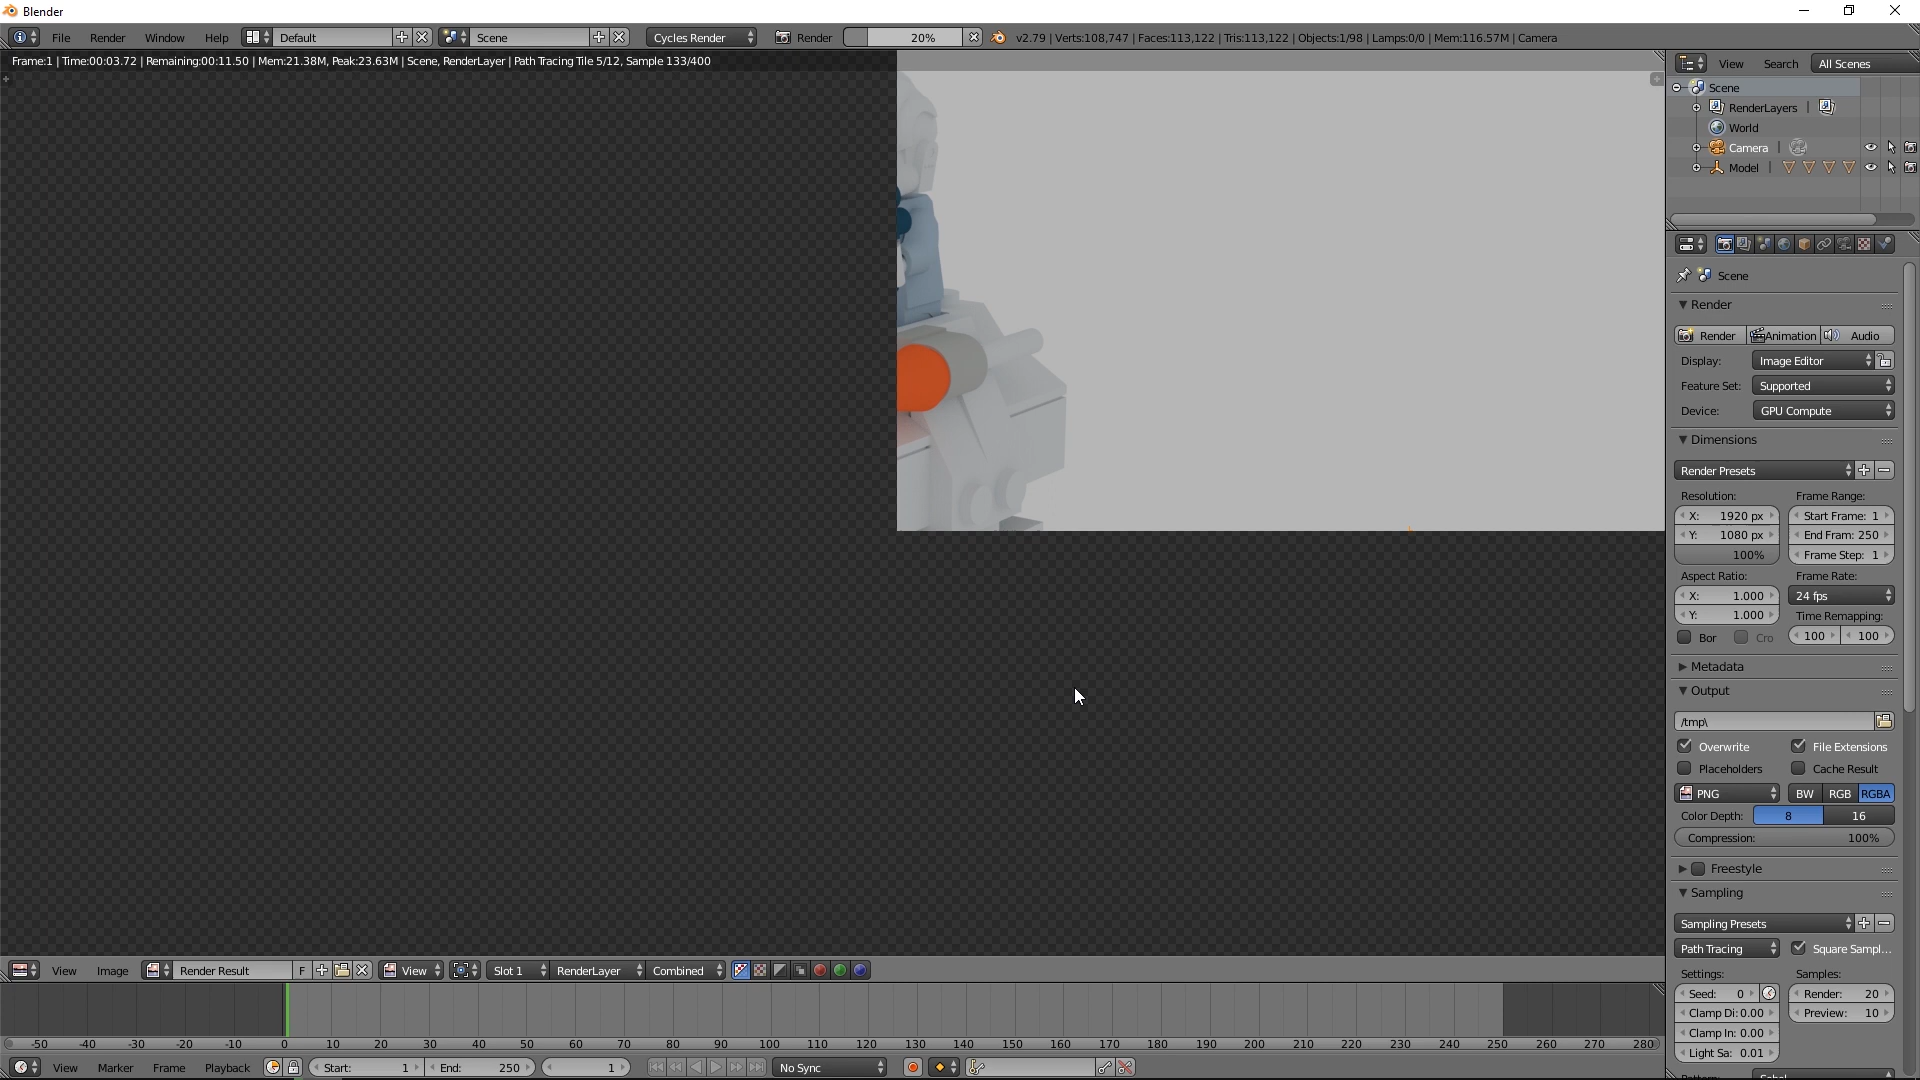 Blender
File Render Window Help Default Scene Cycles Render Render 20% v2.79 | Verts:108,747 | Faces:113,122 | Tris:113,122 | Objects:1/98 | Lamps:0/0 | Mem:116.57M | Camera
Frame:1 | Time:00:03.72 | Remaining:00:11.50 | Mem:21.38M, Peak:23.63M | Scene, RenderLayer | Path Tracing Tile 5/12, Sample 133/400
View Search All Scenes
Scene
RenderLayers |
World
Camera |
Model |
Scene
Render
Render Animation Audio
Display: Image Editor
Feature Set: Supported
Device: GPU Compute
Dimensions
Render Presets
Resolution: Frame Range:
X: 1920 px Start Frame: 1
Y: 1080 px End Fram: 250
100% Frame Step: 1
Aspect Ratio: Frame Rate:
X: 1.000 24 fps
Y: 1.000 Time Remapping:
Bor Cro 100 100
Metadata
Output
/tmp\
Overwrite File Extensions
Placeholders Cache Result
PNG BW RGB RGBA
Color Depth: 8 16
Compression: 100%
Freestyle
Sampling
Sampling Presets
Path Tracing Square Sampl...
Settings: Samples:
Seed: 0 Render: 20
Clamp Di: 0.00 Preview: 10
Clamp In: 0.00
Light Sa: 0.01
View Image Render Result F View Slot 1 RenderLayer Combined
-50 -40 -30 -20 -10 0 10 20 30 40 50 60 70 80 90 100 110 120 130 140 150 160 170 180 190 200 210 220 230 240 250 260 270 280
View Marker Frame Playback Start: 1 End: 250 1 No Sync